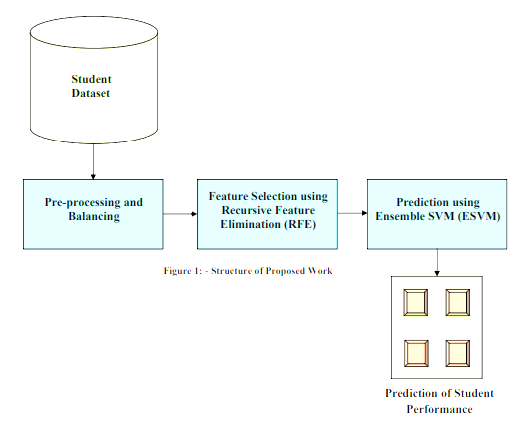 Student
Dataset
Pre-processing and
Balancing
Feature Selection using
Recursive Feature
Elimination (RFE)
Prediction using
Ensemble SVM (ESVM)
Figure 1: - Structure of Proposed Work
Prediction of Student
Performance